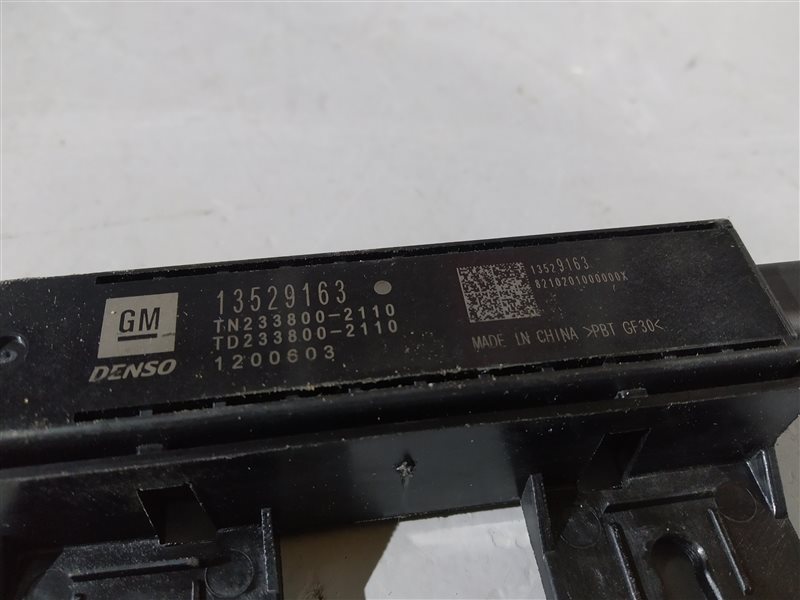 GM
DENSO
13529163
TN233800-2110
TD233800-2110
1200603
13529163
8210201000000X
MADE IN CHINA >PBT GF30<